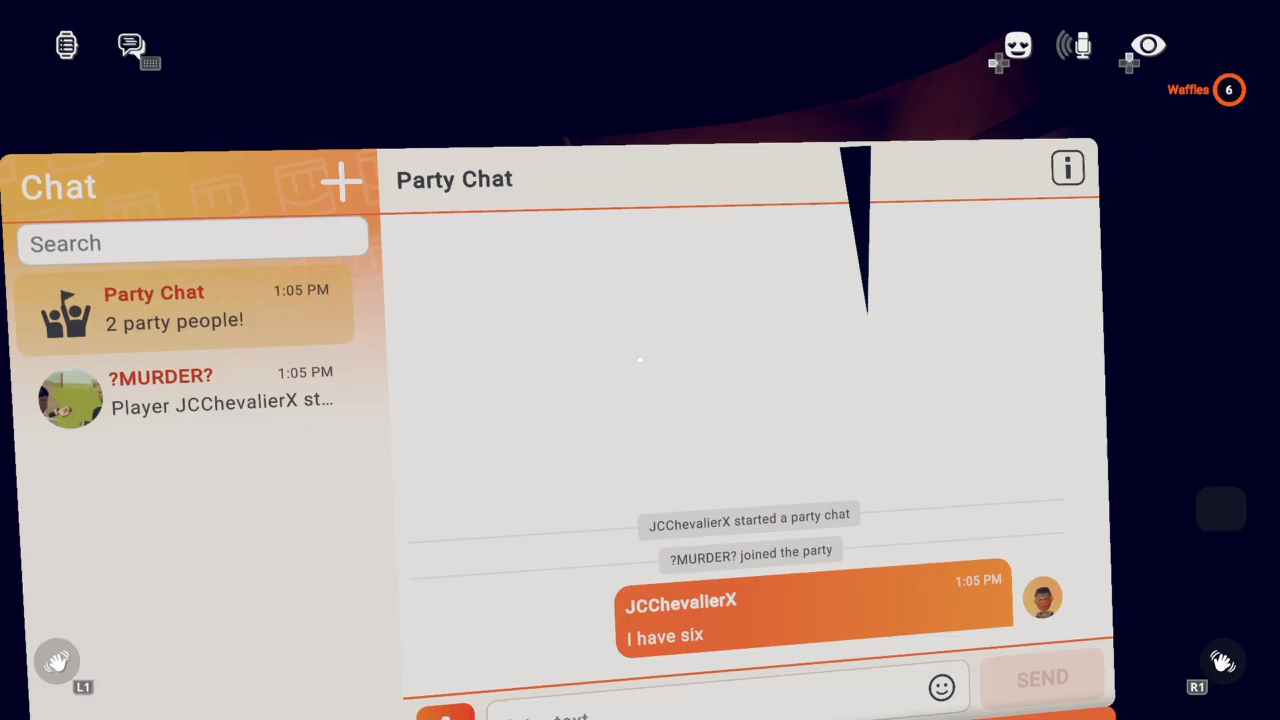 Waffles 6
Chat
Party Chat
Search
Party Chat 1:05 PM
2 party people!
?MURDER? 1:05 PM
Player JCChevalierX st…
JCChevalierX started a party chat
?MURDER? joined the party
JCChevalierX 1:05 PM
I have six
SEND
L1
R1